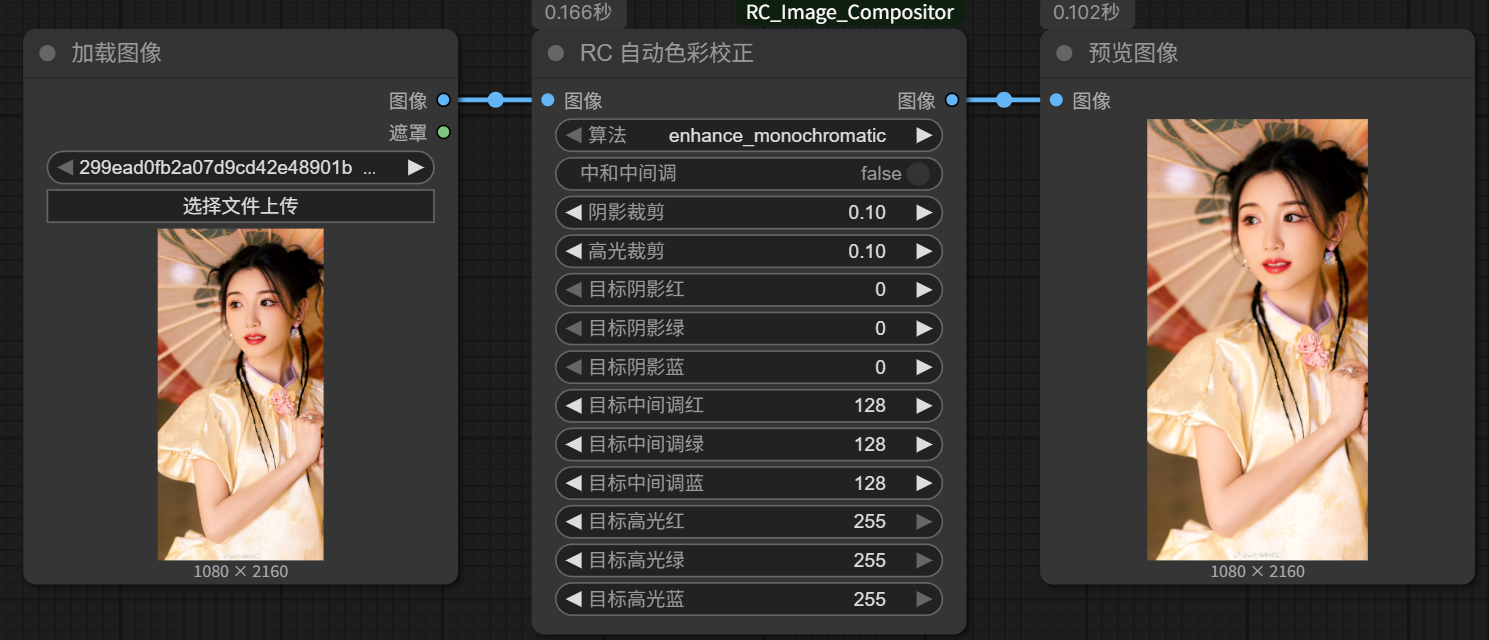 0.166秒
RC_Image_Compositor
0.102秒
加载图像
图像
遮罩
299ead0fb2a07d9cd42e48901b ...
选择文件上传
1080 × 2160
RC 自动色彩校正
图像 图像
算法 enhance_monochromatic
中和中间调 false
阴影裁剪 0.10
高光裁剪 0.10
目标阴影红 0
目标阴影绿 0
目标阴影蓝 0
目标中间调红 128
目标中间调绿 128
目标中间调蓝 128
目标高光红 255
目标高光绿 255
目标高光蓝 255
预览图像
图像
1080 × 2160